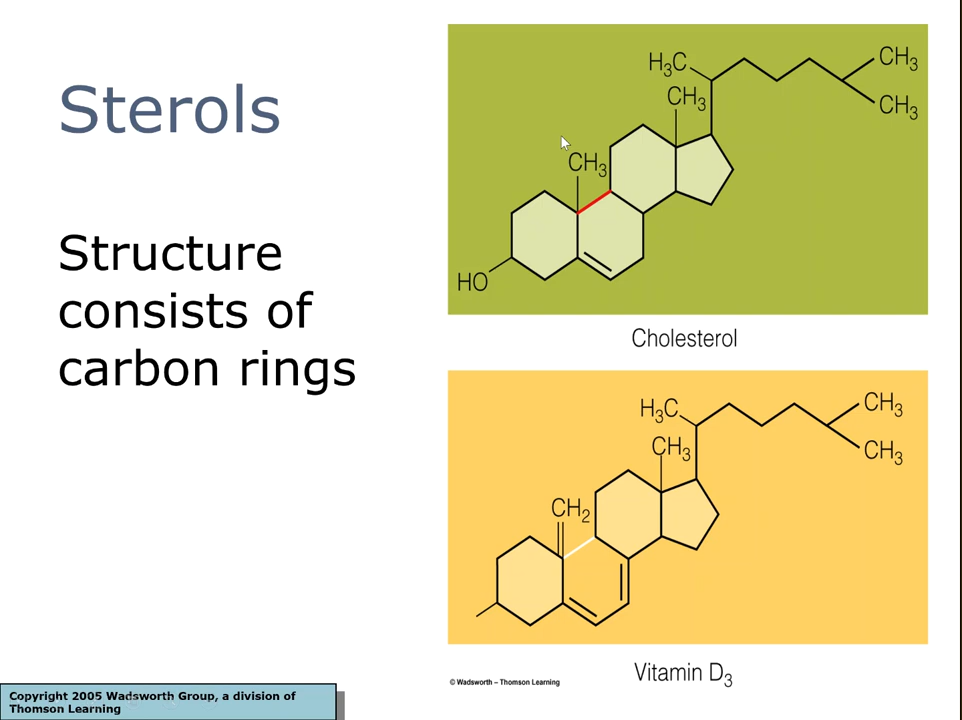 Sterols
Structure
consists of
carbon rings
H₃C
CH₃
CH₃
CH₃
CH₃
HO
Cholesterol
H₃C
CH₃
CH₃
CH₃
CH₂
Vitamin D₃
© Wadsworth – Thomson Learning
Copyright 2005 Wadsworth Group, a division of
Thomson Learning